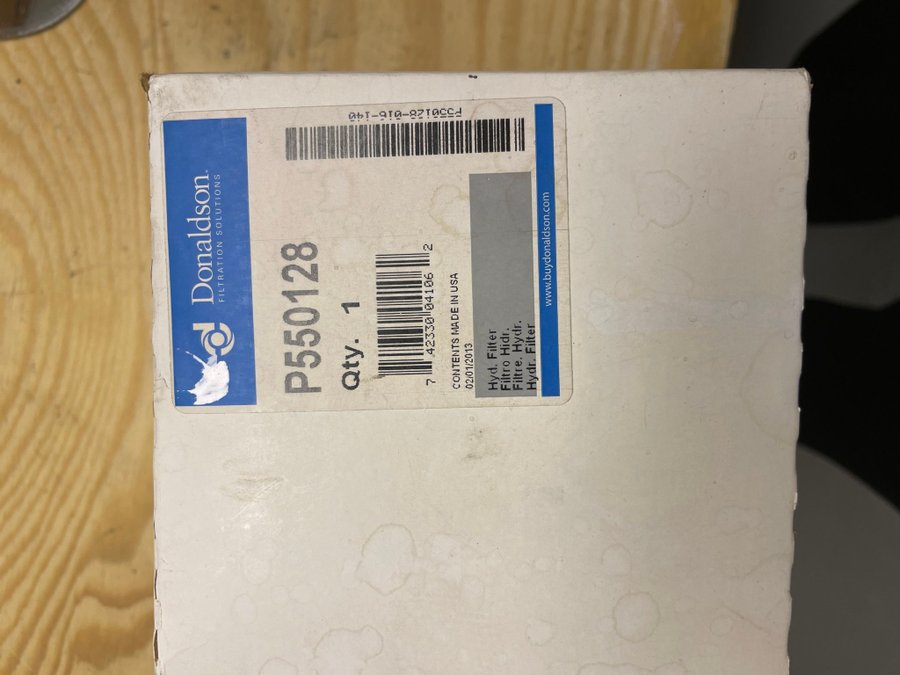 Donaldson.
FILTRATION SOLUTIONS
P550128
Qty. 1
7 42330 04106 2
CONTENTS MADE IN USA
02/01/2013
Hyd. Filter
Filtro Hidr.
Filtre. Hydr.
Hydr. Filter
www.buydonaldson.com
P550128-016-140